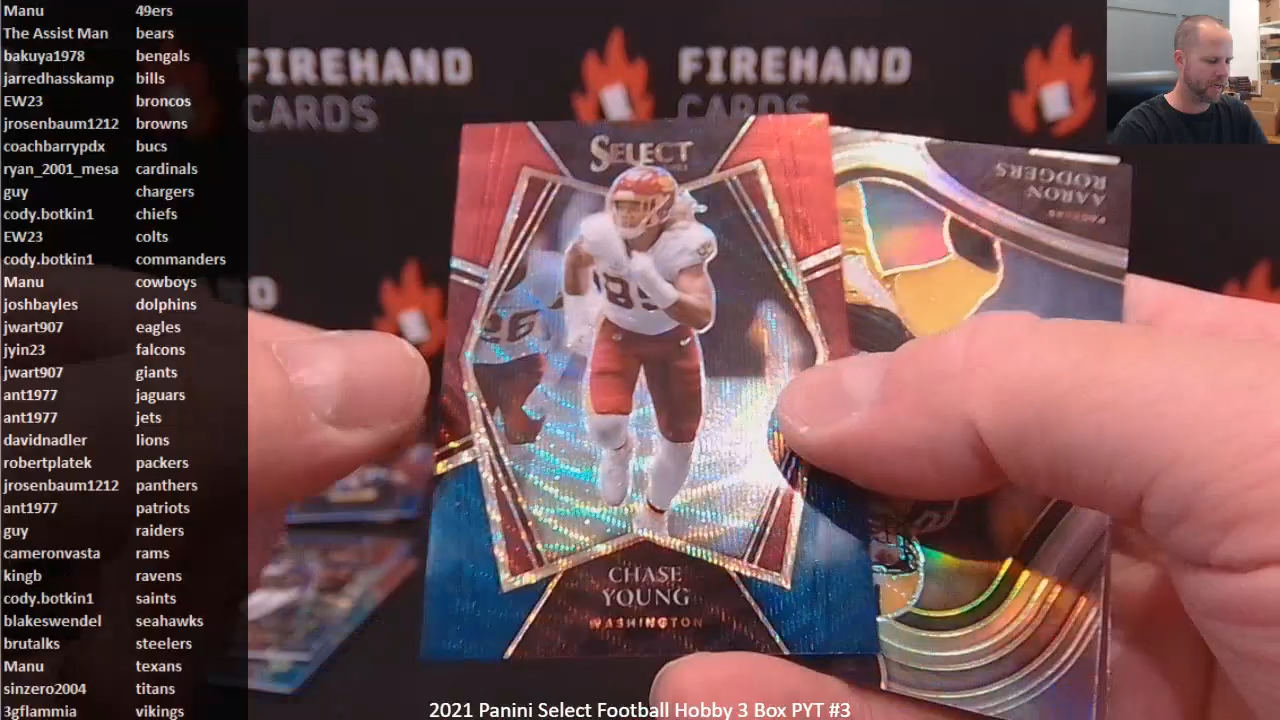 Manu 49ers
The Assist Man bears
bakuya1978 bengals
jarredhasskamp bills
EW23 broncos
jrosenbaum1212 browns
coachbarrypdx bucs
ryan_2001_mesa cardinals
guy chargers
cody.botkin1 chiefs
EW23 colts
cody.botkin1 commanders
Manu cowboys
joshbayles dolphins
jwart907 eagles
jyin23 falcons
jwart907 giants
ant1977 jaguars
ant1977 jets
davidnadler lions
robertplatek packers
jrosenbaum1212 panthers
ant1977 patriots
guy raiders
cameronvasta rams
kingb ravens
cody.botkin1 saints
blakeswendel seahawks
brutalks steelers
Manu texans
sinzero2004 titans
3gflammia vikings
FIREHAND
CARDS
FIREHAND
CARDS
SELECT
26
CHASE
YOUNG
WASHINGTON
AARON
RODGERS
PACKERS
2021 Panini Select Football Hobby 3 Box PYT #3